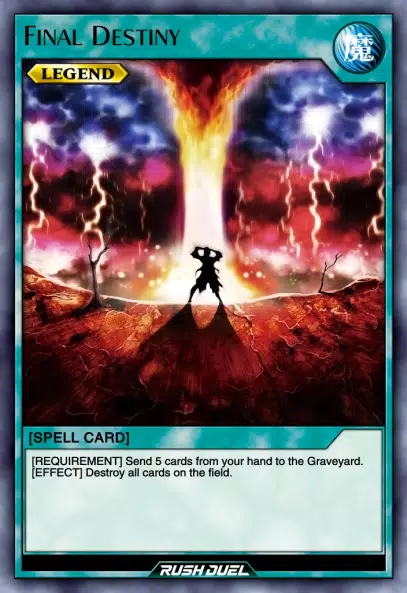 Final Destiny
魔
LEGEND
[SPELL CARD]
[REQUIREMENT] Send 5 cards from your hand to the Graveyard.
[EFFECT] Destroy all cards on the field.
RUSH DUEL